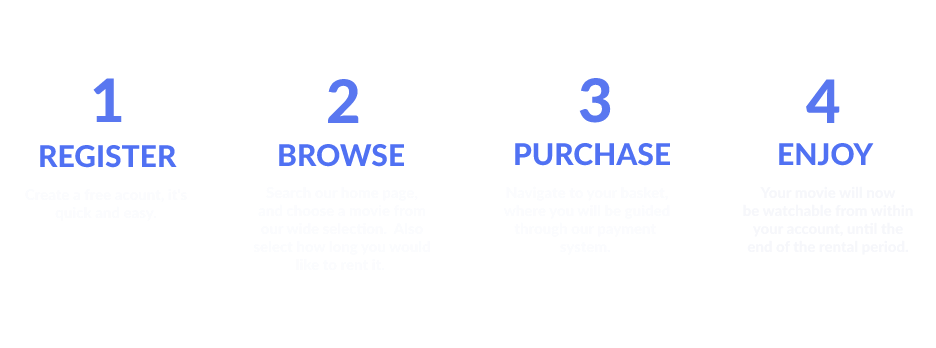 1
REGISTER
Create a free account. It's
quick and easy.
2
BROWSE
Search our home page
and choose a movie from
our wide selection. Also
select how long you would
like to rent it.
3
PURCHASE
Navigate to your basket
where you will be guided
through our payment
system.
4
ENJOY
Your movie will now
be watchable from within
your account, until the
end of the rental period.